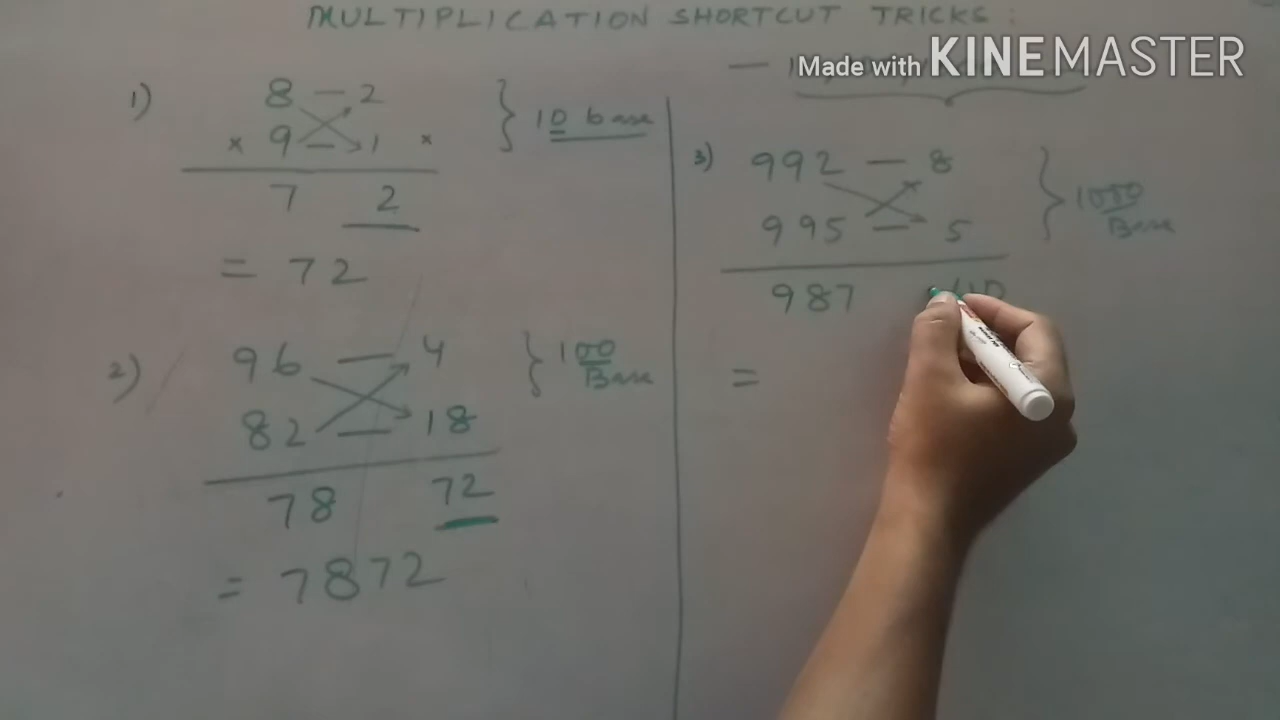 MULTIPLICATION SHORTCUT TRICKS :
Made with KINEMASTER
1) 8 — 2
× 9 — 1 ×
} 10 base
7 2
= 72
2) 96 — 4
82 — 18
} 100 Base
78 72
= 7872
3) 992 — 8
995 — 5
} 1000 Base
987
=